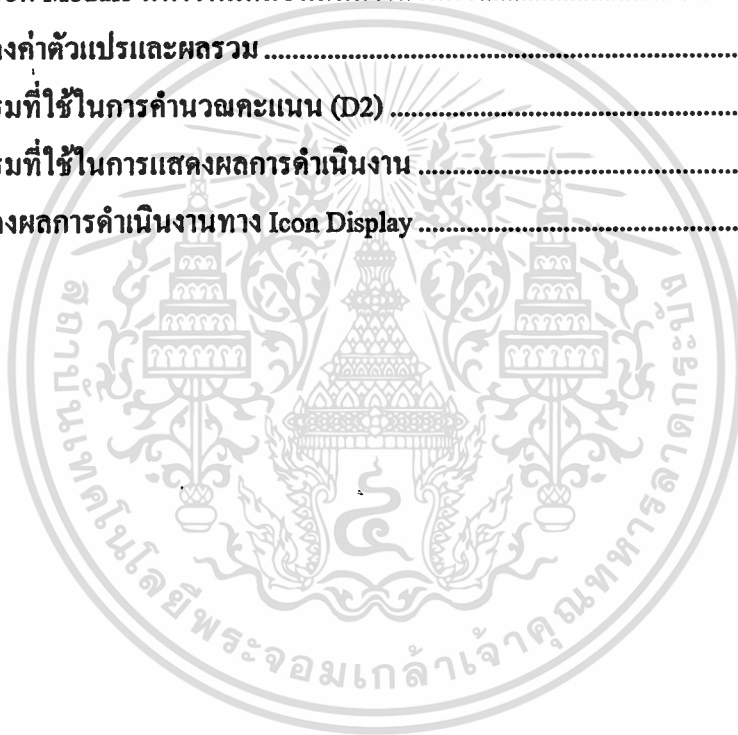 งค่าตัวแปรและผลรวม ..........................................................................................
รมที่ใช้ในการคำนวณคะแนน (D2) ..................................................................
รมที่ใช้ในการแสดงผลการดำเนินงาน .............................................................
งผลการดำเนินงานทาง Icon Display .............................................................
สถาบันเทคโนโลยีพระจอมเกล้าเจ้าคุณทหารลาดกระบัง